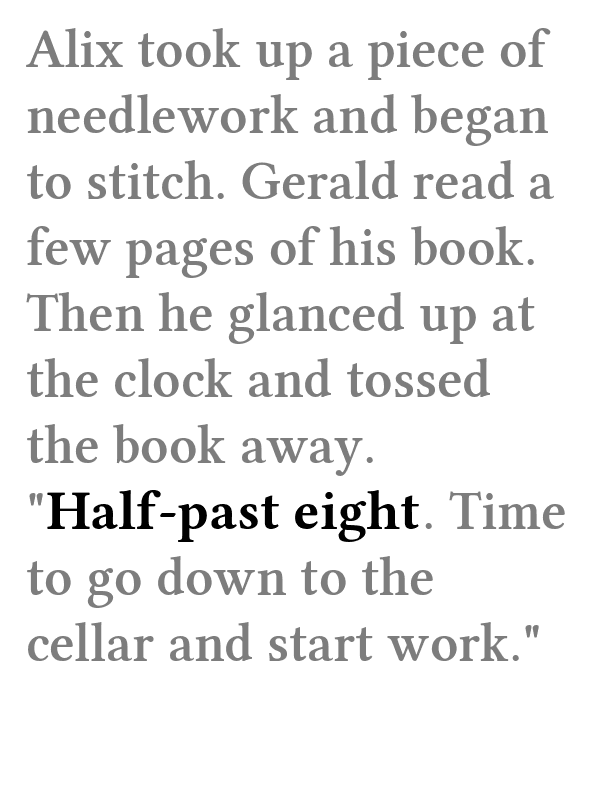 Alix took up a piece of
needlework and began
to stitch. Gerald read a
few pages of his book.
Then he glanced up at
the clock and tossed
the book away.
"Half-past eight. Time
to go down to the
cellar and start work."